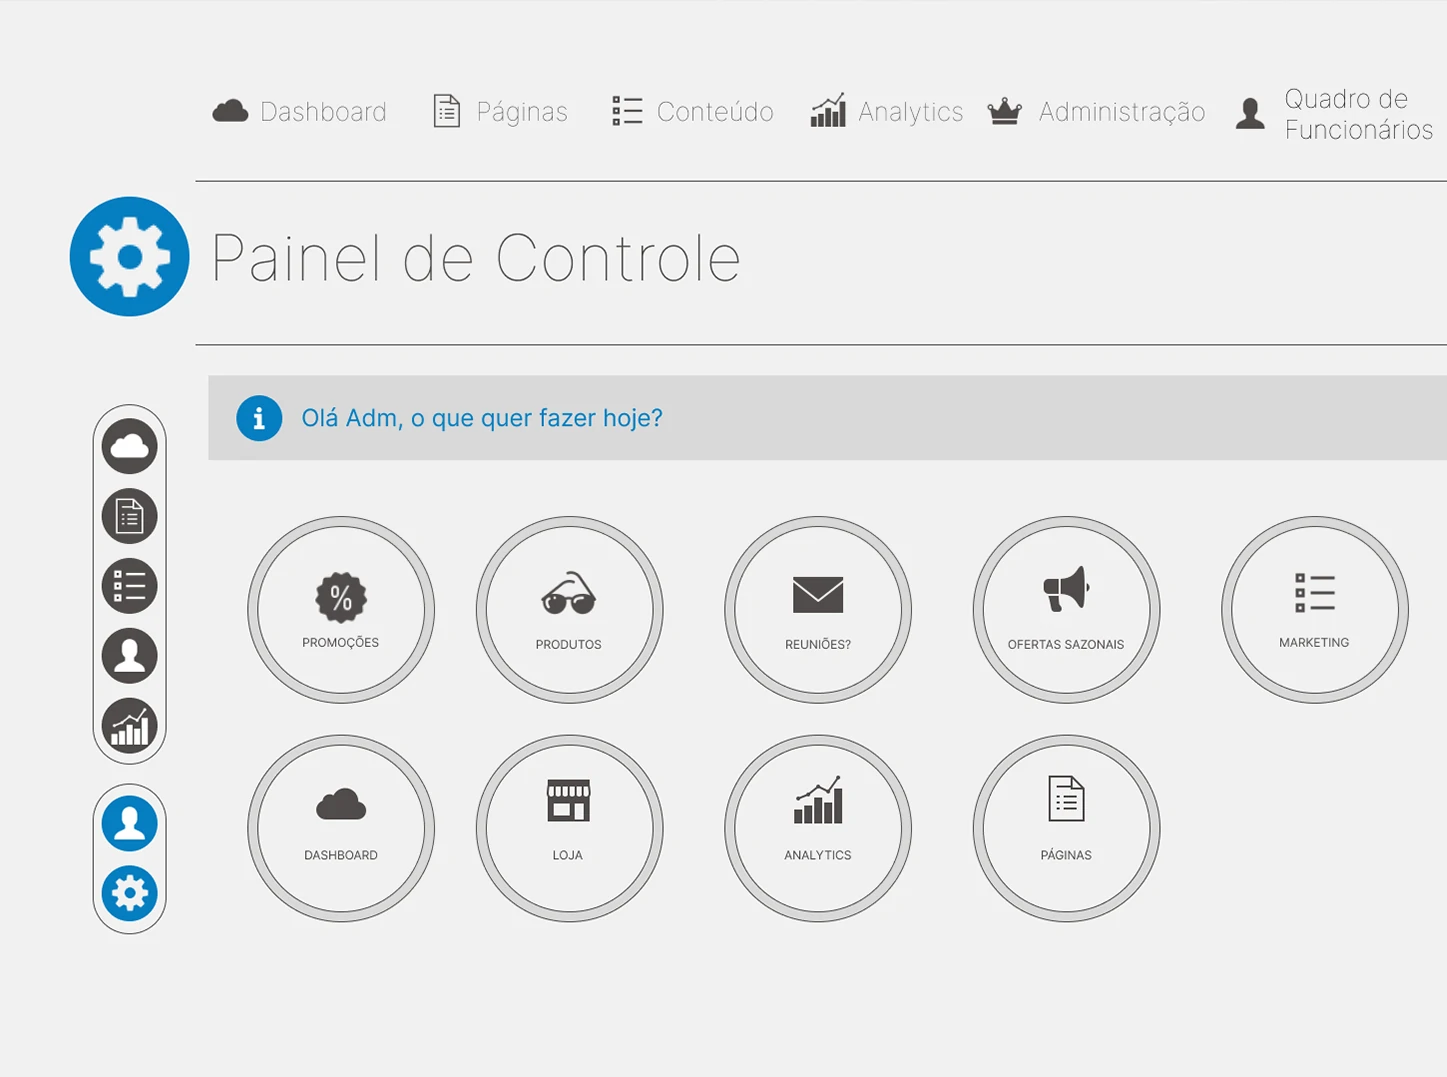 Dashboard
Páginas
Conteúdo
Analytics
Administração
Quadro de
Funcionários
Painel de Controle
Olá Adm, o que quer fazer hoje?
PROMOÇÕES
PRODUTOS
REUNIÕES?
OFERTAS SAZONAIS
MARKETING
DASHBOARD
LOJA
ANALYTICS
PÁGINAS